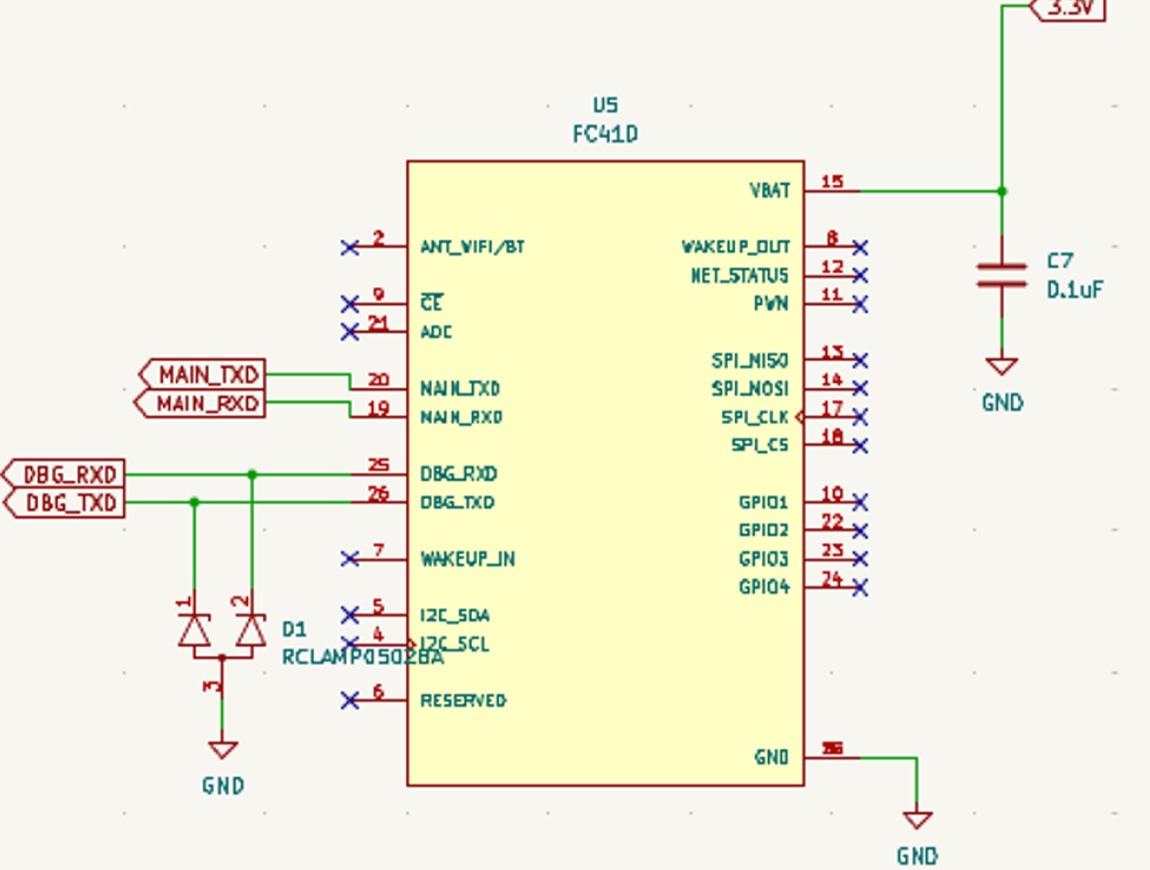 3.3V
U5
FC41D
VBAT 15
2 ANT_WIFI/BT
WAKEUP_OUT 8
NET_STATUS 12
9 CE
PWN 11
21 ADC
SPI_MISO 13
MAIN_TXD
20 MAIN_TXD
SPI_MOSI 14
MAIN_RXD
19 MAIN_RXD
SPI_CLK 17
SPI_CS 18
C7
0.1uF
GND
DBG_RXD
25 DBG_RXD
DBG_TXD
26 DBG_TXD
GPIO1 10
GPIO2 22
7 WAKEUP_IN
GPIO3 23
GPIO4 24
1
2
5 I2C_SDA
D1
4 I2C_SCL
RCLAMP0502BA
3
6 RESERVED
GND
GND
GND